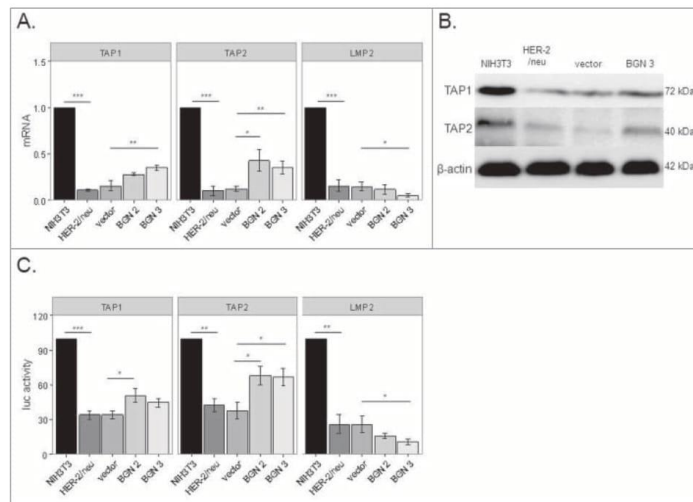 A.
TAP1 TAP2 LMP2
*** ** *** * ** *** *
mRNA
1.5
1.0
0.5
0.0
NIH3T3 HER-2/neu vector BGN 2 BGN 3 NIH3T3 HER-2/neu vector BGN 2 BGN 3 NIH3T3 HER-2/neu vector BGN 2 BGN 3
B.
NIH3T3 HER-2 /neu vector BGN 3
TAP1 72 kDa
TAP2 40 kDa
β-actin 42 kDa
C.
TAP1 TAP2 LMP2
*** * ** * * ** *
luc activity
120
90
60
30
0
NIH3T3 HER-2/neu vector BGN 2 BGN 3 NIH3T3 HER-2/neu vector BGN 2 BGN 3 NIH3T3 HER-2/neu vector BGN 2 BGN 3